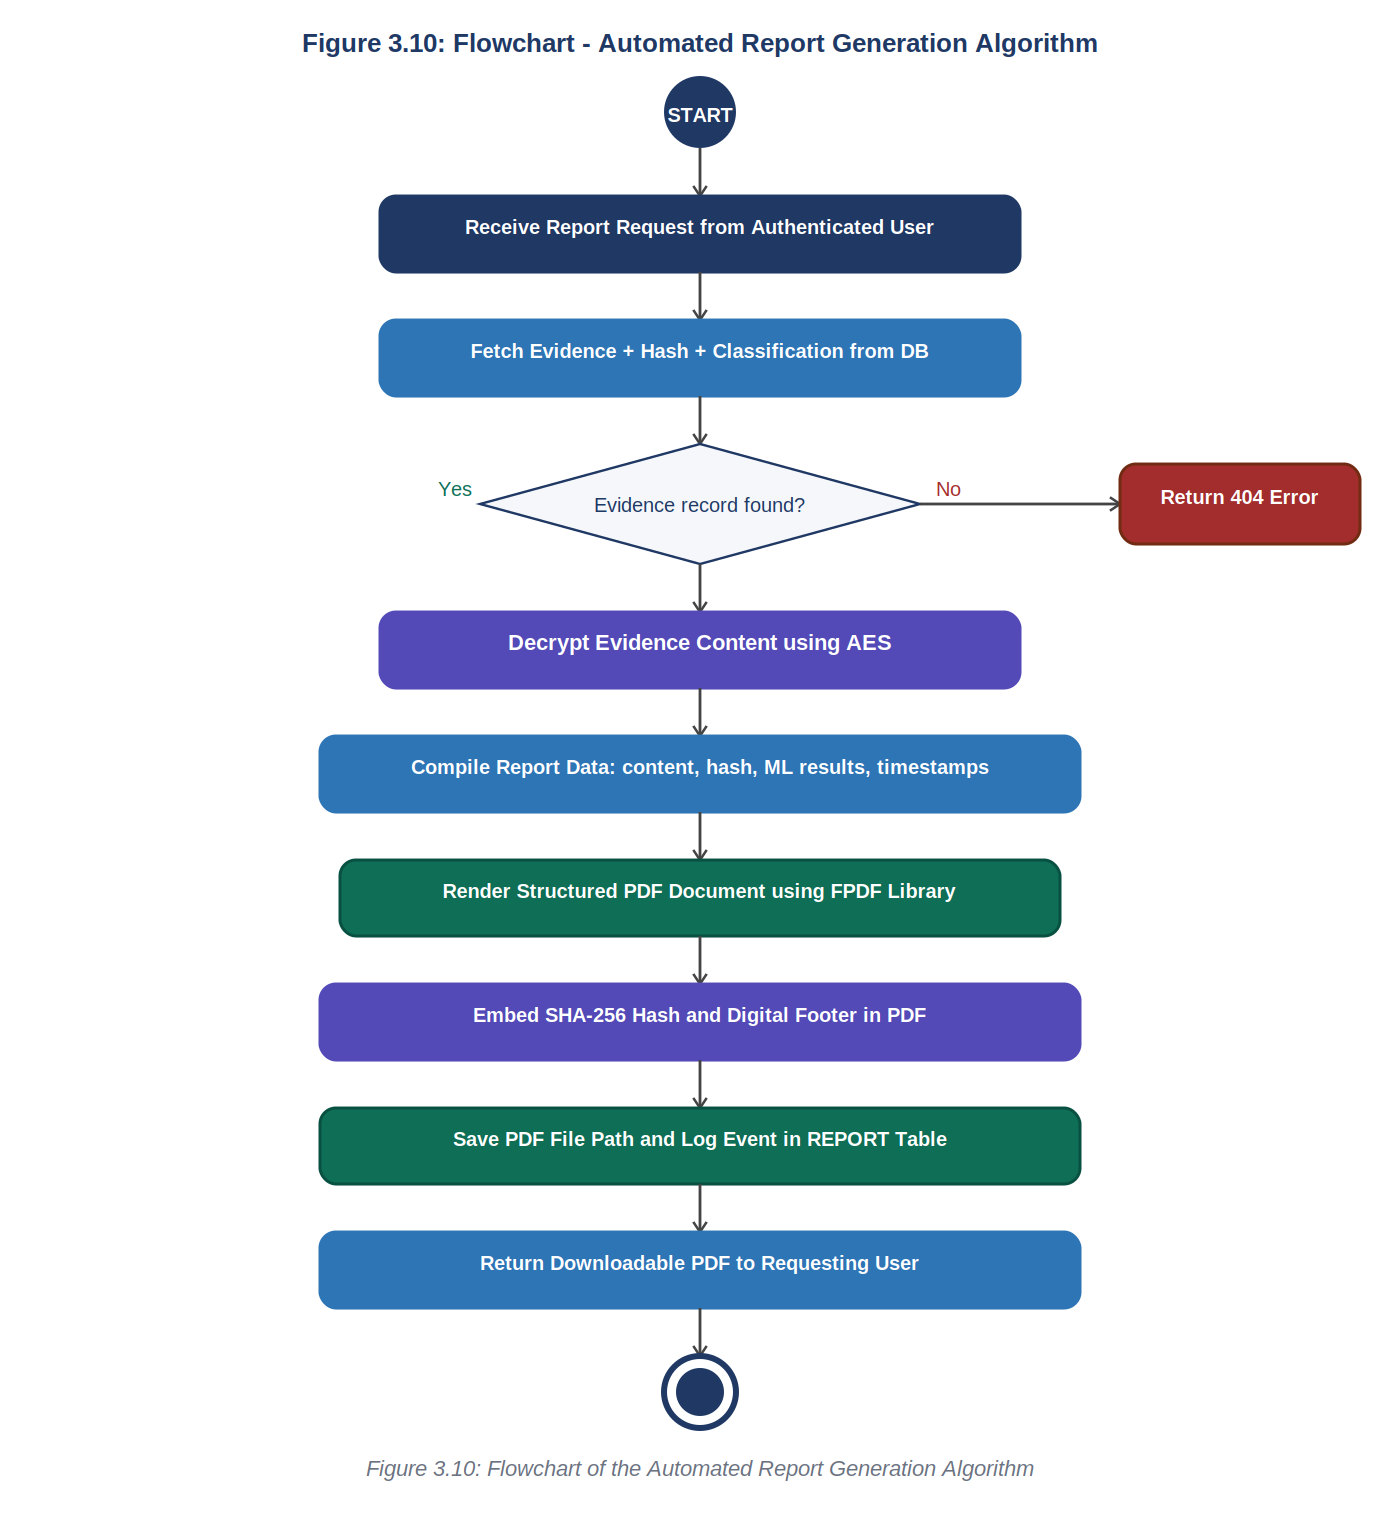 Figure 3.10: Flowchart - Automated Report Generation Algorithm
START
Receive Report Request from Authenticated User
Fetch Evidence + Hash + Classification from DB
Yes
Evidence record found?
No
Return 404 Error
Decrypt Evidence Content using AES
Compile Report Data: content, hash, ML results, timestamps
Render Structured PDF Document using FPDF Library
Embed SHA-256 Hash and Digital Footer in PDF
Save PDF File Path and Log Event in REPORT Table
Return Downloadable PDF to Requesting User
Figure 3.10: Flowchart of the Automated Report Generation Algorithm